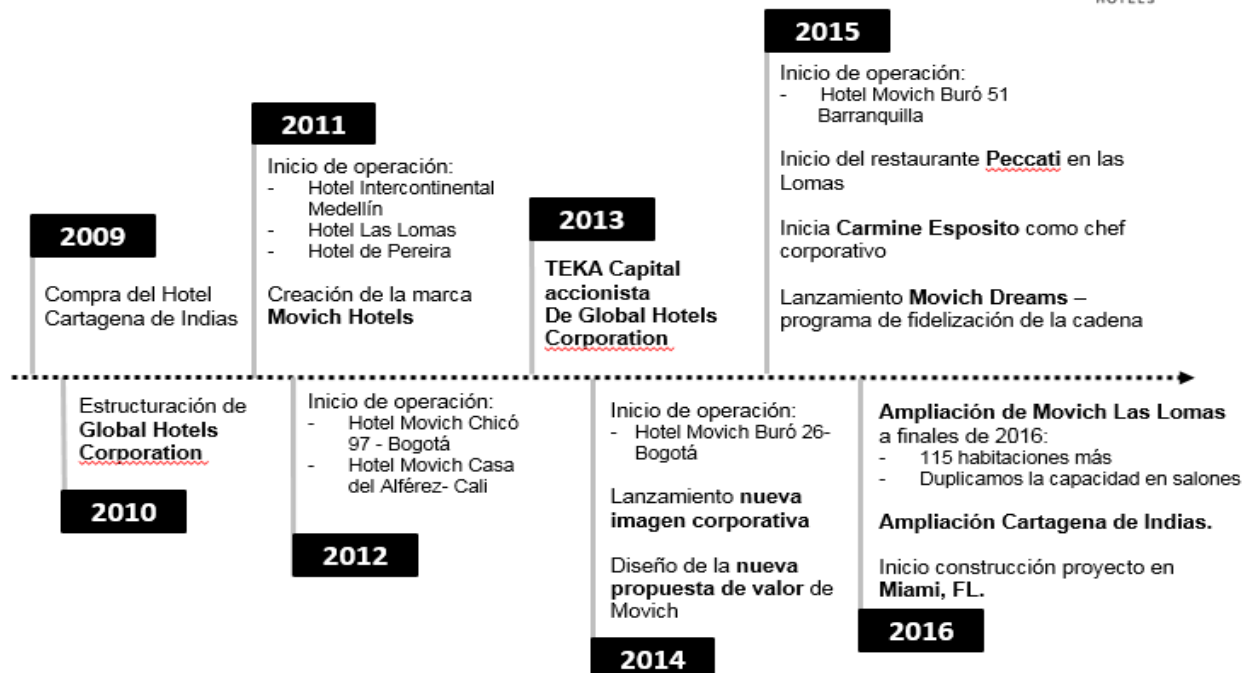 HOTELS
2009
Compra del Hotel
Cartagena de Indias
Estructuración de
Global Hotels
Corporation
2010
2011
Inicio de operación:
- Hotel Intercontinental
Medellín
- Hotel Las Lomas
- Hotel de Pereira
Creación de la marca
Movich Hotels
Inicio de operación:
- Hotel Movich Chicó
97 - Bogotá
- Hotel Movich Casa
del Alférez- Cali
2012
2013
TEKA Capital
accionista
De Global Hotels
Corporation
Inicio de operación:
- Hotel Movich Buró 26-
Bogotá
Lanzamiento nueva
imagen corporativa
Diseño de la nueva
propuesta de valor de
Movich
2014
2015
Inicio de operación:
- Hotel Movich Buró 51
Barranquilla
Inicio del restaurante Peccati en las
Lomas
Inicia Carmine Esposito como chef
corporativo
Lanzamiento Movich Dreams –
programa de fidelización de la cadena
Ampliación de Movich Las Lomas
a finales de 2016:
- 115 habitaciones más
- Duplicamos la capacidad en salones
Ampliación Cartagena de Indias.
Inicio construcción proyecto en
Miami, FL.
2016